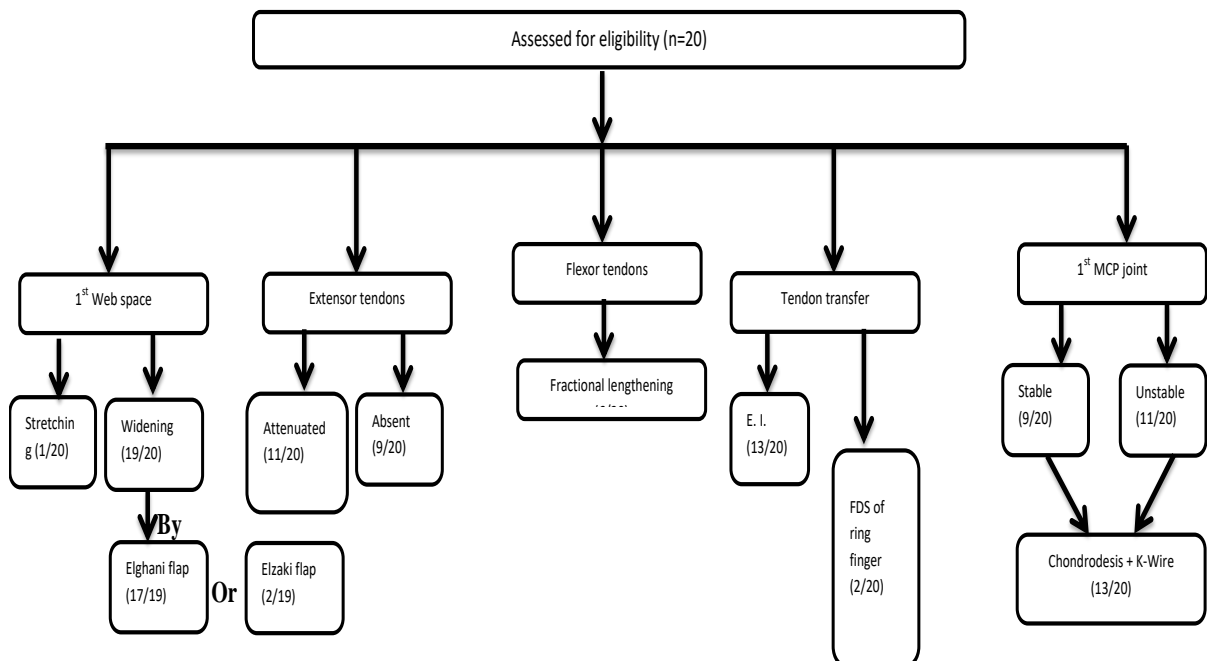 Assessed for eligibility (n=20)
1st Web space
Extensor tendons
Flexor tendons
Tendon transfer
1st MCP joint
Stretchin
g (1/20)
Widening
(19/20)
Attenuated
(11/20)
Absent
(9/20)
Fractional lengthening
E. I.
(13/20)
FDS of
ring
finger
(2/20)
Stable
(9/20)
Unstable
(11/20)
By
Elghani flap
(17/19)
Or
Elzaki flap
(2/19)
Chondrodesis + K-Wire
(13/20)